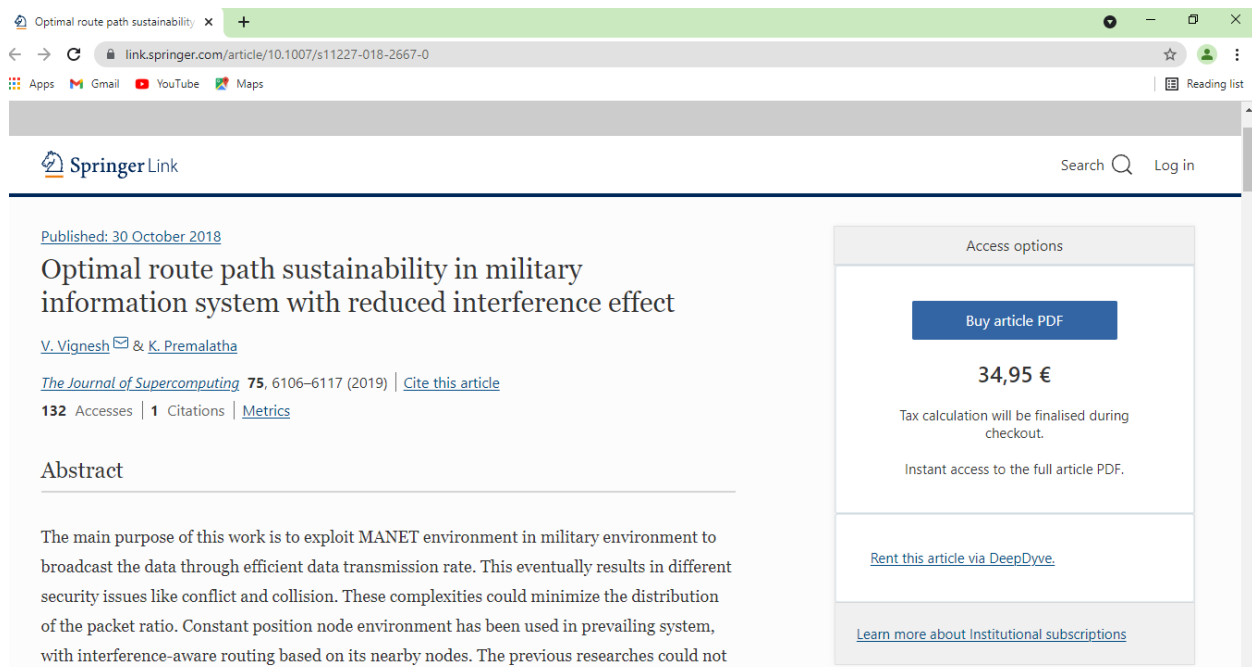 Optimal route path sustainability
link.springer.com/article/10.1007/s11227-018-2667-0
Apps Gmail YouTube Maps Reading list
Springer Link Search Log in
Published: 30 October 2018
Optimal route path sustainability in military
information system with reduced interference effect
V. Vignesh & K. Premalatha
The Journal of Supercomputing 75, 6106–6117 (2019) | Cite this article
132 Accesses | 1 Citations | Metrics
Abstract
The main purpose of this work is to exploit MANET environment in military environment to
broadcast the data through efficient data transmission rate. This eventually results in different
security issues like conflict and collision. These complexities could minimize the distribution
of the packet ratio. Constant position node environment has been used in prevailing system,
with interference-aware routing based on its nearby nodes. The previous researches could not
Access options
Buy article PDF
34,95 €
Tax calculation will be finalised during
checkout.
Instant access to the full article PDF.
Rent this article via DeepDyve.
Learn more about Institutional subscriptions